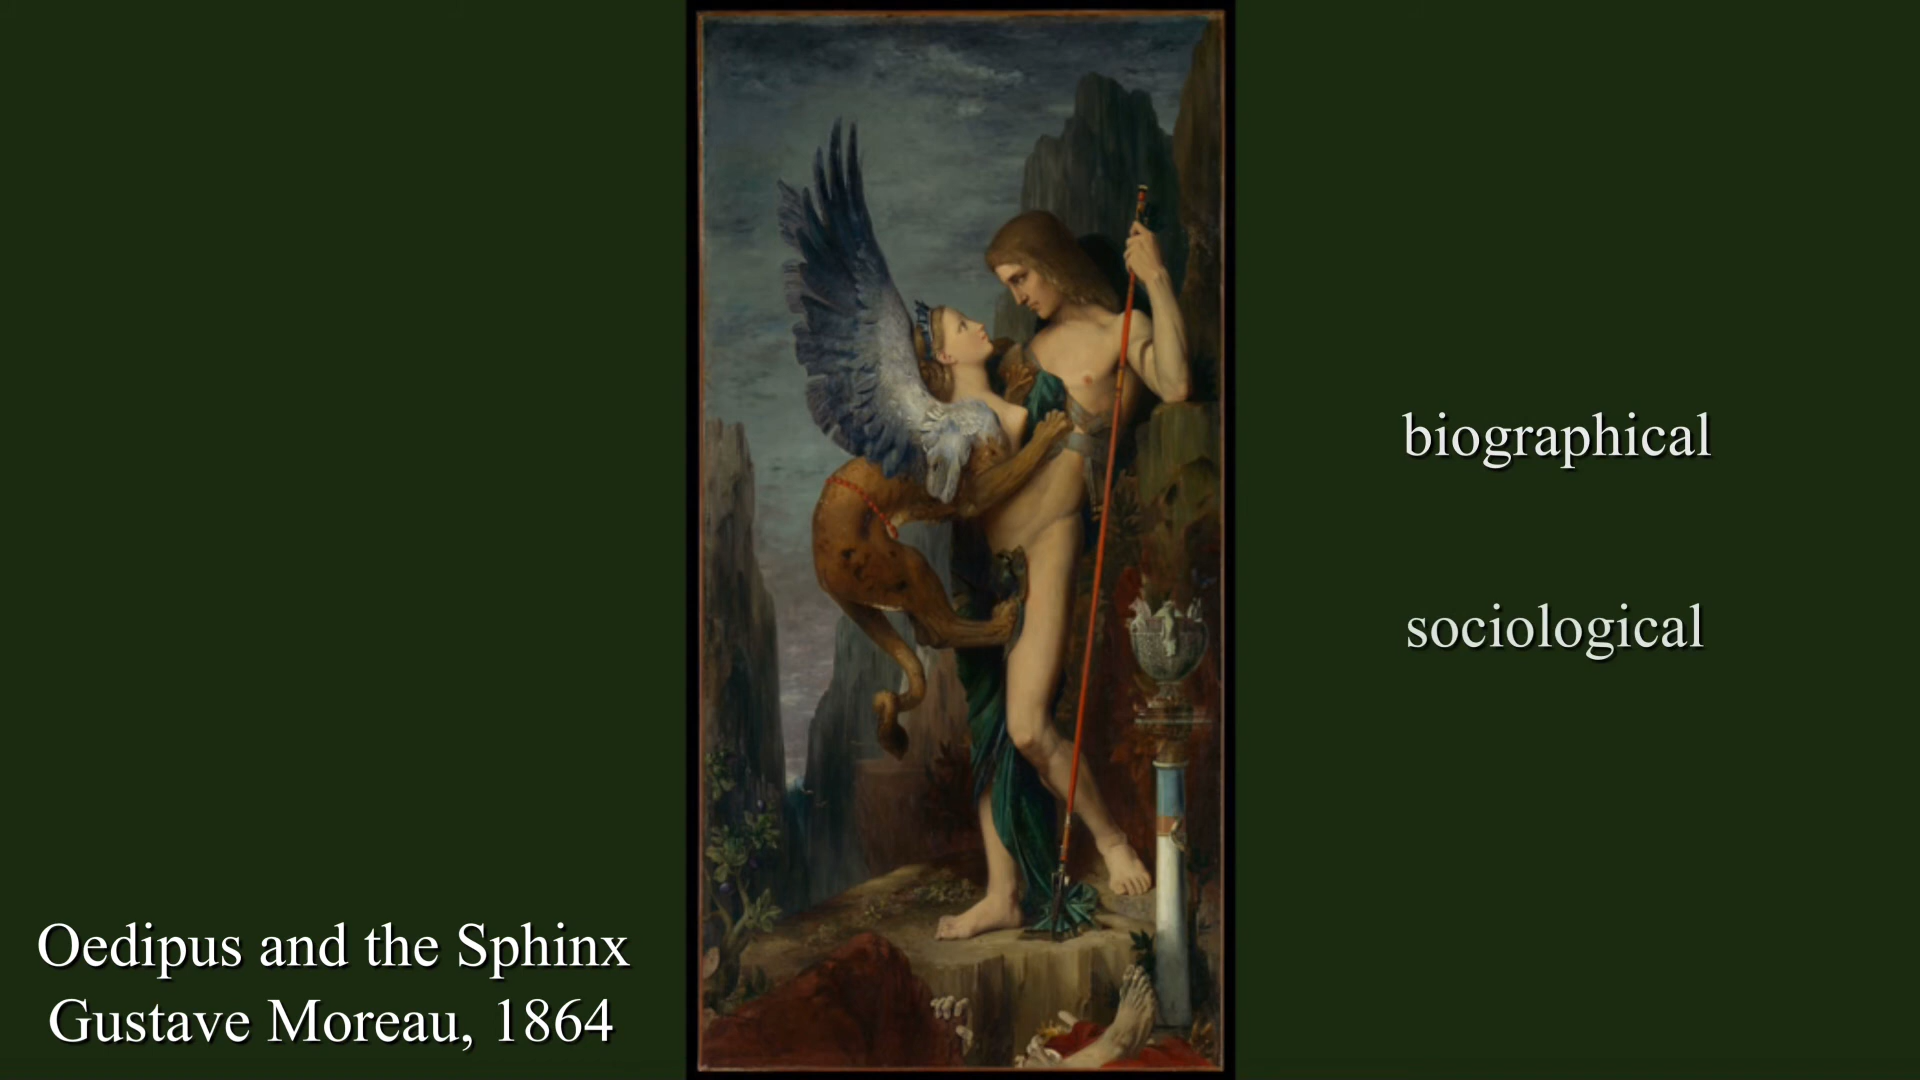 biographical
sociological
Oedipus and the Sphinx
Gustave Moreau, 1864